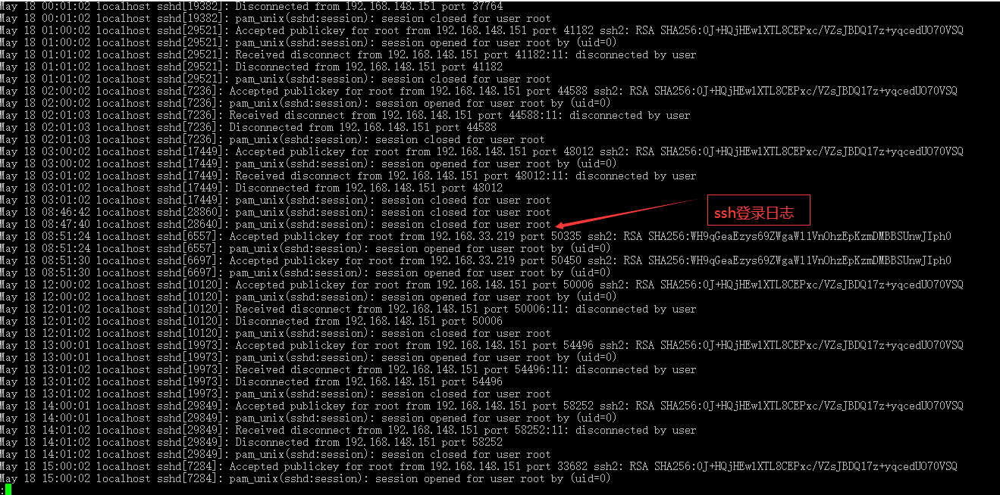 May 18 00:01:02 localhost sshd[19382]: Disconnected from 192.168.148.151 port 37764
May 18 00:01:02 localhost sshd[19382]: pam_unix(sshd:session): session closed for user root
May 18 01:00:02 localhost sshd[29521]: Accepted publickey for root from 192.168.148.151 port 41182 ssh2: RSA SHA256:0J+HQjHEw1XTL8CEPxc/VZsJBDQ17z+yqcedUO70VSQ
May 18 01:00:02 localhost sshd[29521]: pam_unix(sshd:session): session opened for user root by (uid=0)
May 18 01:01:02 localhost sshd[29521]: Received disconnect from 192.168.148.151 port 41182:11: disconnected by user
May 18 01:01:02 localhost sshd[29521]: Disconnected from 192.168.148.151 port 41182
May 18 01:01:02 localhost sshd[29521]: pam_unix(sshd:session): session closed for user root
May 18 02:00:02 localhost sshd[7236]: Accepted publickey for root from 192.168.148.151 port 44588 ssh2: RSA SHA256:0J+HQjHEw1XTL8CEPxc/VZsJBDQ17z+yqcedUO70VSQ
May 18 02:00:02 localhost sshd[7236]: pam_unix(sshd:session): session opened for user root by (uid=0)
May 18 02:01:03 localhost sshd[7236]: Received disconnect from 192.168.148.151 port 44588:11: disconnected by user
May 18 02:01:03 localhost sshd[7236]: Disconnected from 192.168.148.151 port 44588
May 18 02:01:03 localhost sshd[7236]: pam_unix(sshd:session): session closed for user root
May 18 03:00:02 localhost sshd[17449]: Accepted publickey for root from 192.168.148.151 port 48012 ssh2: RSA SHA256:0J+HQjHEw1XTL8CEPxc/VZsJBDQ17z+yqcedUO70VSQ
May 18 03:00:02 localhost sshd[17449]: pam_unix(sshd:session): session opened for user root by (uid=0)
May 18 03:01:02 localhost sshd[17449]: Received disconnect from 192.168.148.151 port 48012:11: disconnected by user
May 18 03:01:02 localhost sshd[17449]: Disconnected from 192.168.148.151 port 48012
May 18 03:01:02 localhost sshd[17449]: pam_unix(sshd:session): session closed for user root
May 18 08:46:42 localhost sshd[28860]: pam_unix(sshd:session): session closed for user root
ssh登录日志
May 18 08:47:40 localhost sshd[28640]: pam_unix(sshd:session): session closed for user root
May 18 08:51:24 localhost sshd[6557]: Accepted publickey for root from 192.168.33.219 port 50335 ssh2: RSA SHA256:WH9qGeaEzys69ZWgaW11VnOhzEpKzmDMBBSUnwJIph0
May 18 08:51:24 localhost sshd[6557]: pam_unix(sshd:session): session opened for user root by (uid=0)
May 18 08:51:30 localhost sshd[6697]: Accepted publickey for root from 192.168.33.219 port 50450 ssh2: RSA SHA256:WH9qGeaEzys69ZWgaW11VnOhzEpKzmDMBBSUnwJIph0
May 18 08:51:30 localhost sshd[6697]: pam_unix(sshd:session): session opened for user root by (uid=0)
May 18 12:00:02 localhost sshd[10120]: Accepted publickey for root from 192.168.148.151 port 50006 ssh2: RSA SHA256:0J+HQjHEw1XTL8CEPxc/VZsJBDQ17z+yqcedUO70VSQ
May 18 12:00:02 localhost sshd[10120]: pam_unix(sshd:session): session opened for user root by (uid=0)
May 18 12:01:02 localhost sshd[10120]: Received disconnect from 192.168.148.151 port 50006:11: disconnected by user
May 18 12:01:02 localhost sshd[10120]: Disconnected from 192.168.148.151 port 50006
May 18 12:01:02 localhost sshd[10120]: pam_unix(sshd:session): session closed for user root
May 18 13:00:01 localhost sshd[19973]: Accepted publickey for root from 192.168.148.151 port 54496 ssh2: RSA SHA256:0J+HQjHEw1XTL8CEPxc/VZsJBDQ17z+yqcedUO70VSQ
May 18 13:00:01 localhost sshd[19973]: pam_unix(sshd:session): session opened for user root by (uid=0)
May 18 13:01:02 localhost sshd[19973]: Received disconnect from 192.168.148.151 port 54496:11: disconnected by user
May 18 13:01:02 localhost sshd[19973]: Disconnected from 192.168.148.151 port 54496
May 18 13:01:02 localhost sshd[19973]: pam_unix(sshd:session): session closed for user root
May 18 14:00:01 localhost sshd[29849]: Accepted publickey for root from 192.168.148.151 port 58252 ssh2: RSA SHA256:0J+HQjHEw1XTL8CEPxc/VZsJBDQ17z+yqcedUO70VSQ
May 18 14:00:01 localhost sshd[29849]: pam_unix(sshd:session): session opened for user root by (uid=0)
May 18 14:01:02 localhost sshd[29849]: Received disconnect from 192.168.148.151 port 58252:11: disconnected by user
May 18 14:01:02 localhost sshd[29849]: Disconnected from 192.168.148.151 port 58252
May 18 14:01:02 localhost sshd[29849]: pam_unix(sshd:session): session closed for user root
May 18 15:00:02 localhost sshd[7284]: Accepted publickey for root from 192.168.148.151 port 33682 ssh2: RSA SHA256:0J+HQjHEw1XTL8CEPxc/VZsJBDQ17z+yqcedUO70VSQ
May 18 15:00:02 localhost sshd[7284]: pam_unix(sshd:session): session opened for user root by (uid=0)
: